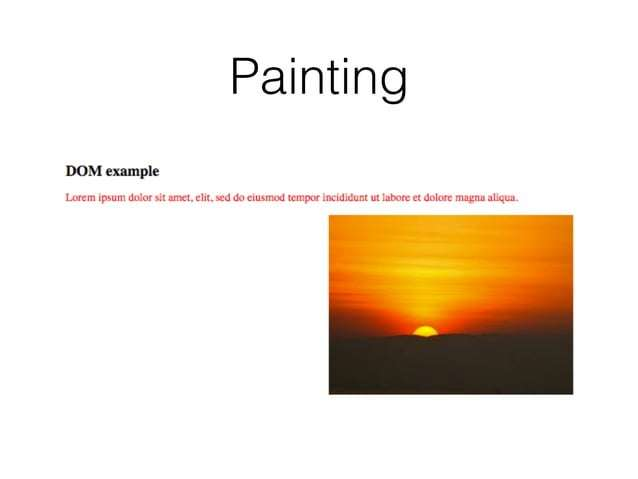 Painting
DOM example
Lorem ipsum dolor sit amet, elit, sed do eiusmod tempor incididunt ut labore et dolore magna aliqua.